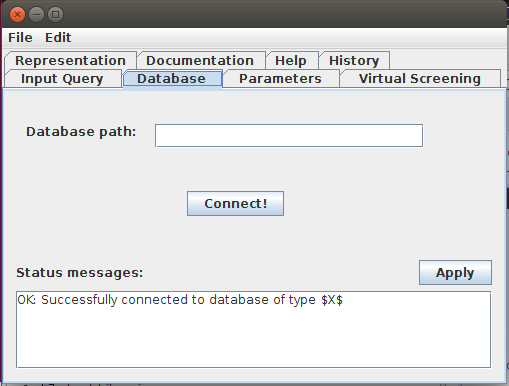 File Edit
Representation Documentation Help History
Input Query Database Parameters Virtual Screening
Database path:
Connect!
Status messages: Apply
OK: Successfully connected to database of type $X$